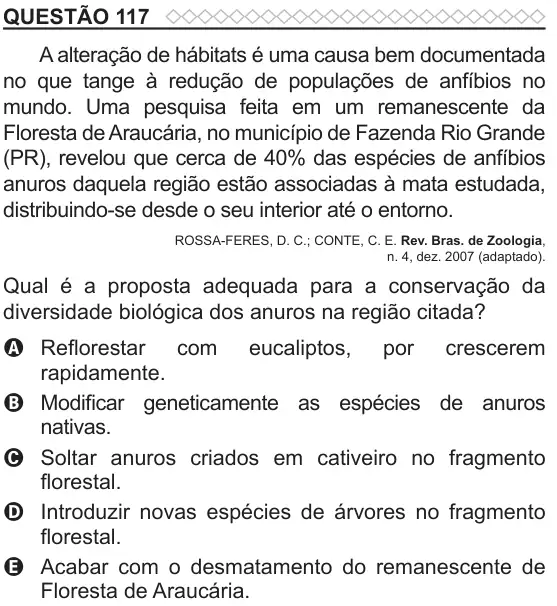 QUESTÃO 117
A alteração de hábitats é uma causa bem documentada
no que tange à redução de populações de anfíbios no
mundo. Uma pesquisa feita em um remanescente da
Floresta de Araucária, no município de Fazenda Rio Grande
(PR), revelou que cerca de 40% das espécies de anfíbios
anuros daquela região estão associadas à mata estudada,
distribuindo-se desde o seu interior até o entorno.
ROSSA-FERES, D. C.; CONTE, C. E. Rev. Bras. de Zoologia,
n. 4, dez. 2007 (adaptado).
Qual é a proposta adequada para a conservação da
diversidade biológica dos anuros na região citada?
A Reflorestar com eucaliptos, por crescerem
rapidamente.
B Modificar geneticamente as espécies de anuros
nativas.
C Soltar anuros criados em cativeiro no fragmento
florestal.
D Introduzir novas espécies de árvores no fragmento
florestal.
E Acabar com o desmatamento do remanescente de
Floresta de Araucária.